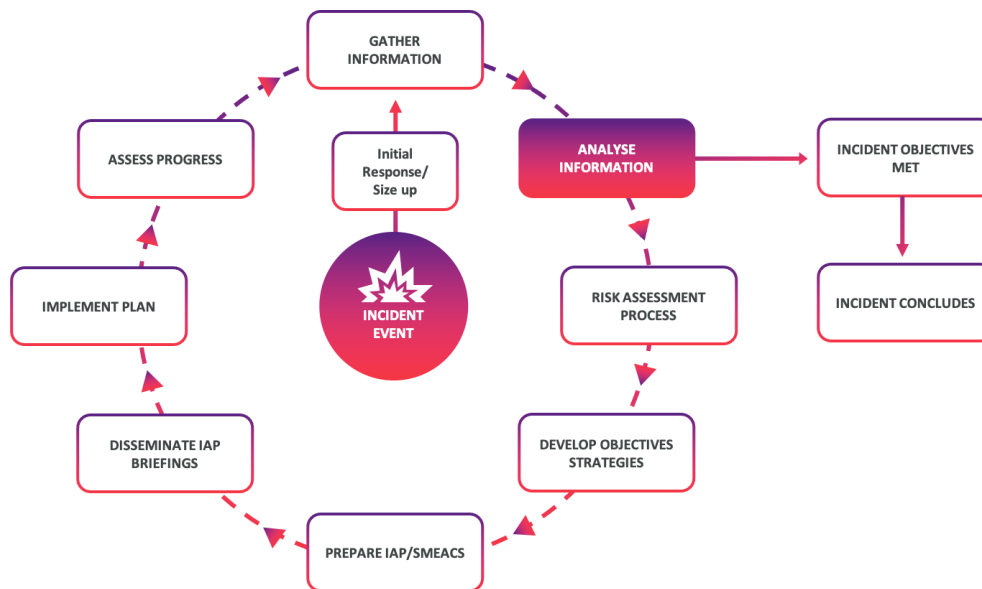 GATHER
INFORMATION
ANALYSE
INFORMATION
INCIDENT OBJECTIVES
MET
INCIDENT CONCLUDES
RISK ASSESSMENT
PROCESS
DEVELOP OBJECTIVES
STRATEGIES
PREPARE IAP/SMEACS
DISSEMINATE IAP
BRIEFINGS
IMPLEMENT PLAN
ASSESS PROGRESS
Initial
Response/
Size up
INCIDENT
EVENT